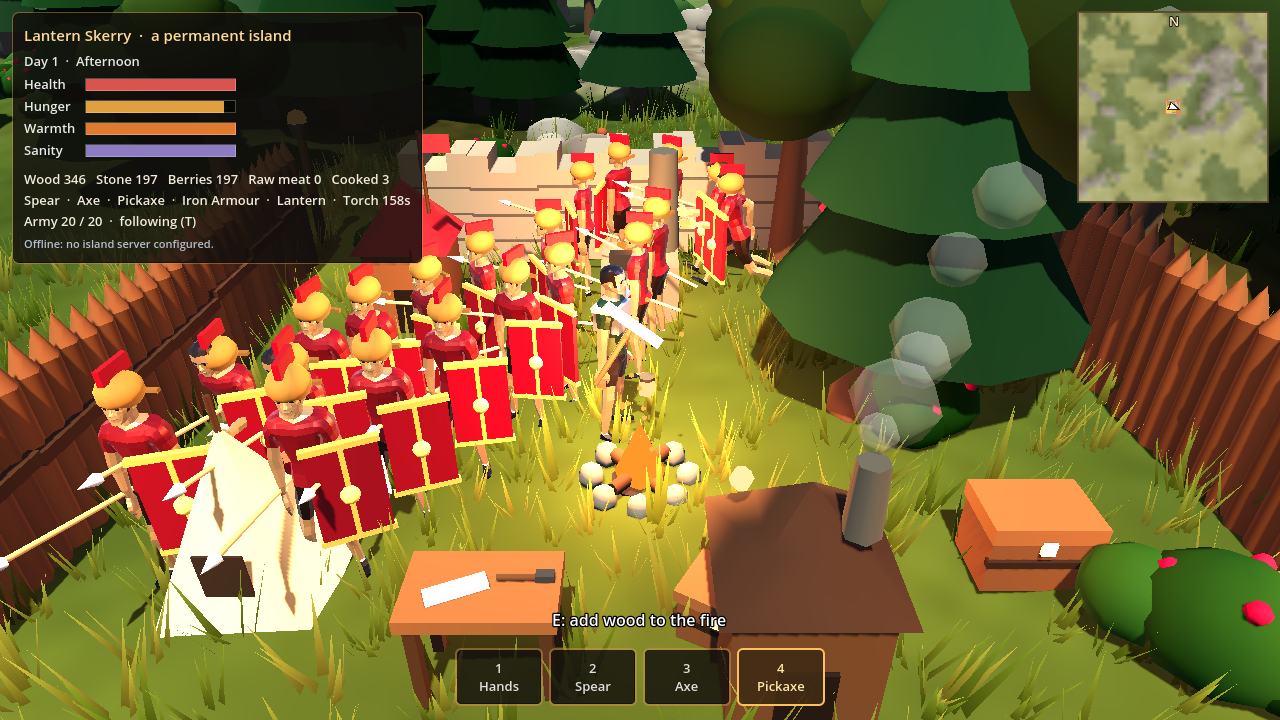 Lantern Skerry · a permanent island
Day 1 · Afternoon
Health
Hunger
Warmth
Sanity
Wood 346 Stone 197 Berries 197 Raw meat 0 Cooked 3
Spear · Axe · Pickaxe · Iron Armour · Lantern · Torch 158s
Army 20 / 20 · following (T)
Offline: no island server configured.
N
E: add wood to the fire
1
Hands
2
Spear
3
Axe
4
Pickaxe